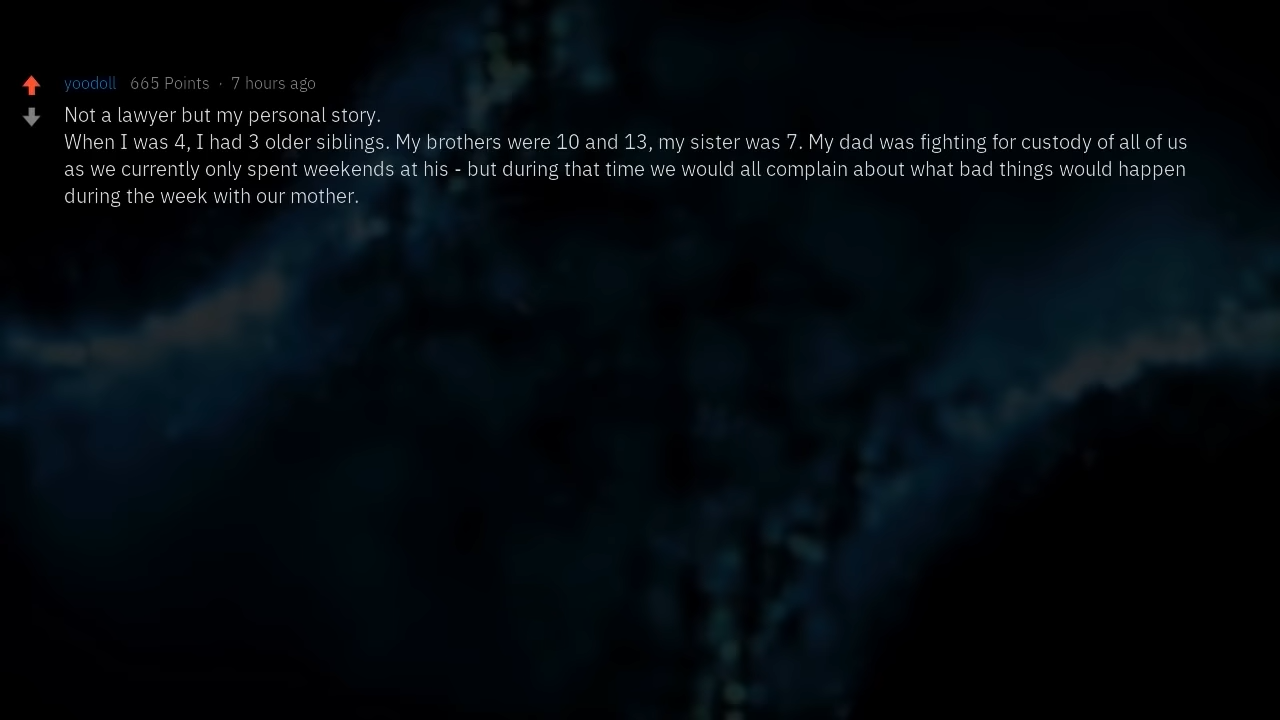 yoodoll 665 Points · 7 hours ago
Not a lawyer but my personal story.
When I was 4, I had 3 older siblings. My brothers were 10 and 13, my sister was 7. My dad was fighting for custody of all of us
as we currently only spent weekends at his - but during that time we would all complain about what bad things would happen
during the week with our mother.